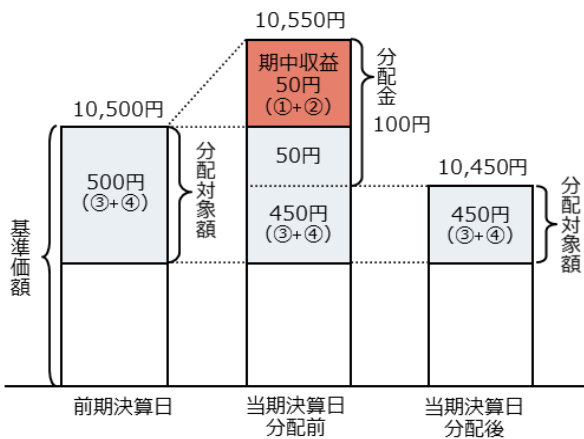 10,550円
期中収益
50円
(①+②)
分配金
100円
10,500円
50円
10,450円
500円
(③+④)
分配対象額
450円
(③+④)
450円
(③+④)
分配対象額
基準価額
前期決算日
当期決算日
分配前
当期決算日
分配後